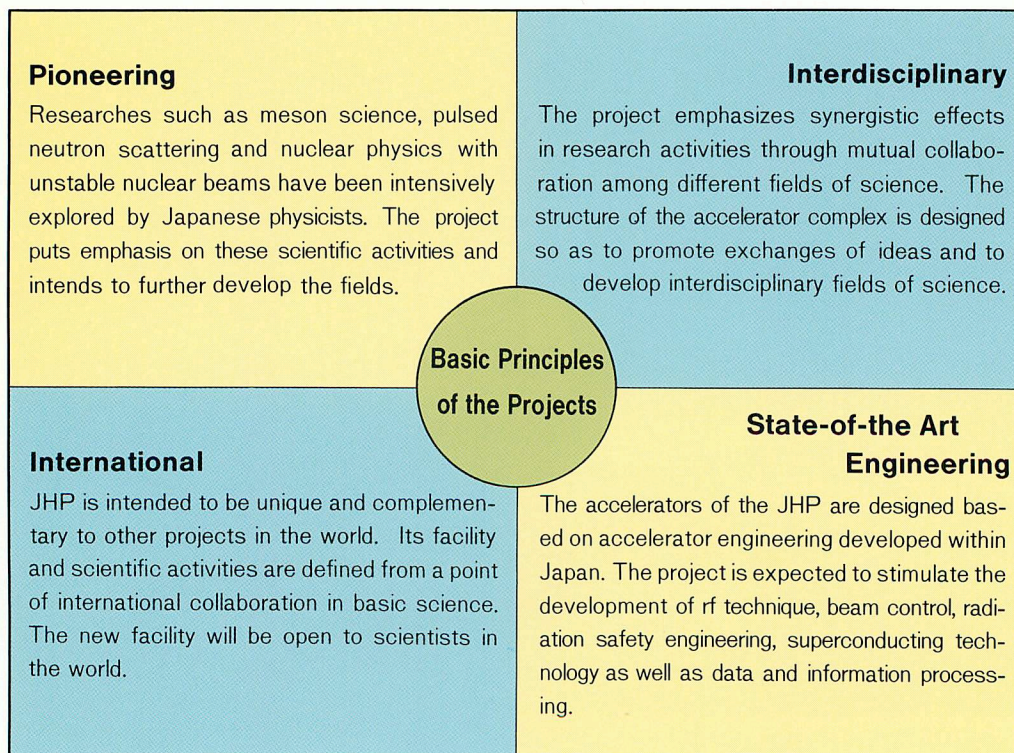 Pioneering
Researches such as meson science, pulsed
neutron scattering and nuclear physics with
unstable nuclear beams have been intensively
explored by Japanese physicists. The project
puts emphasis on these scientific activities and
intends to further develop the fields.
Interdisciplinary
The project emphasizes synergistic effects
in research activities through mutual collabo-
ration among different fields of science. The
structure of the accelerator complex is designed
so as to promote exchanges of ideas and to
develop interdisciplinary fields of science.
Basic Principles
of the Projects
International
JHP is intended to be unique and complemen-
tary to other projects in the world. Its facility
and scientific activities are defined from a point
of international collaboration in basic science.
The new facility will be open to scientists in
the world.
State-of-the Art
Engineering
The accelerators of the JHP are designed bas-
ed on accelerator engineering developed within
Japan. The project is expected to stimulate the
development of rf technique, beam control, radi-
ation safety engineering, superconducting tech-
nology as well as data and information process-
ing.